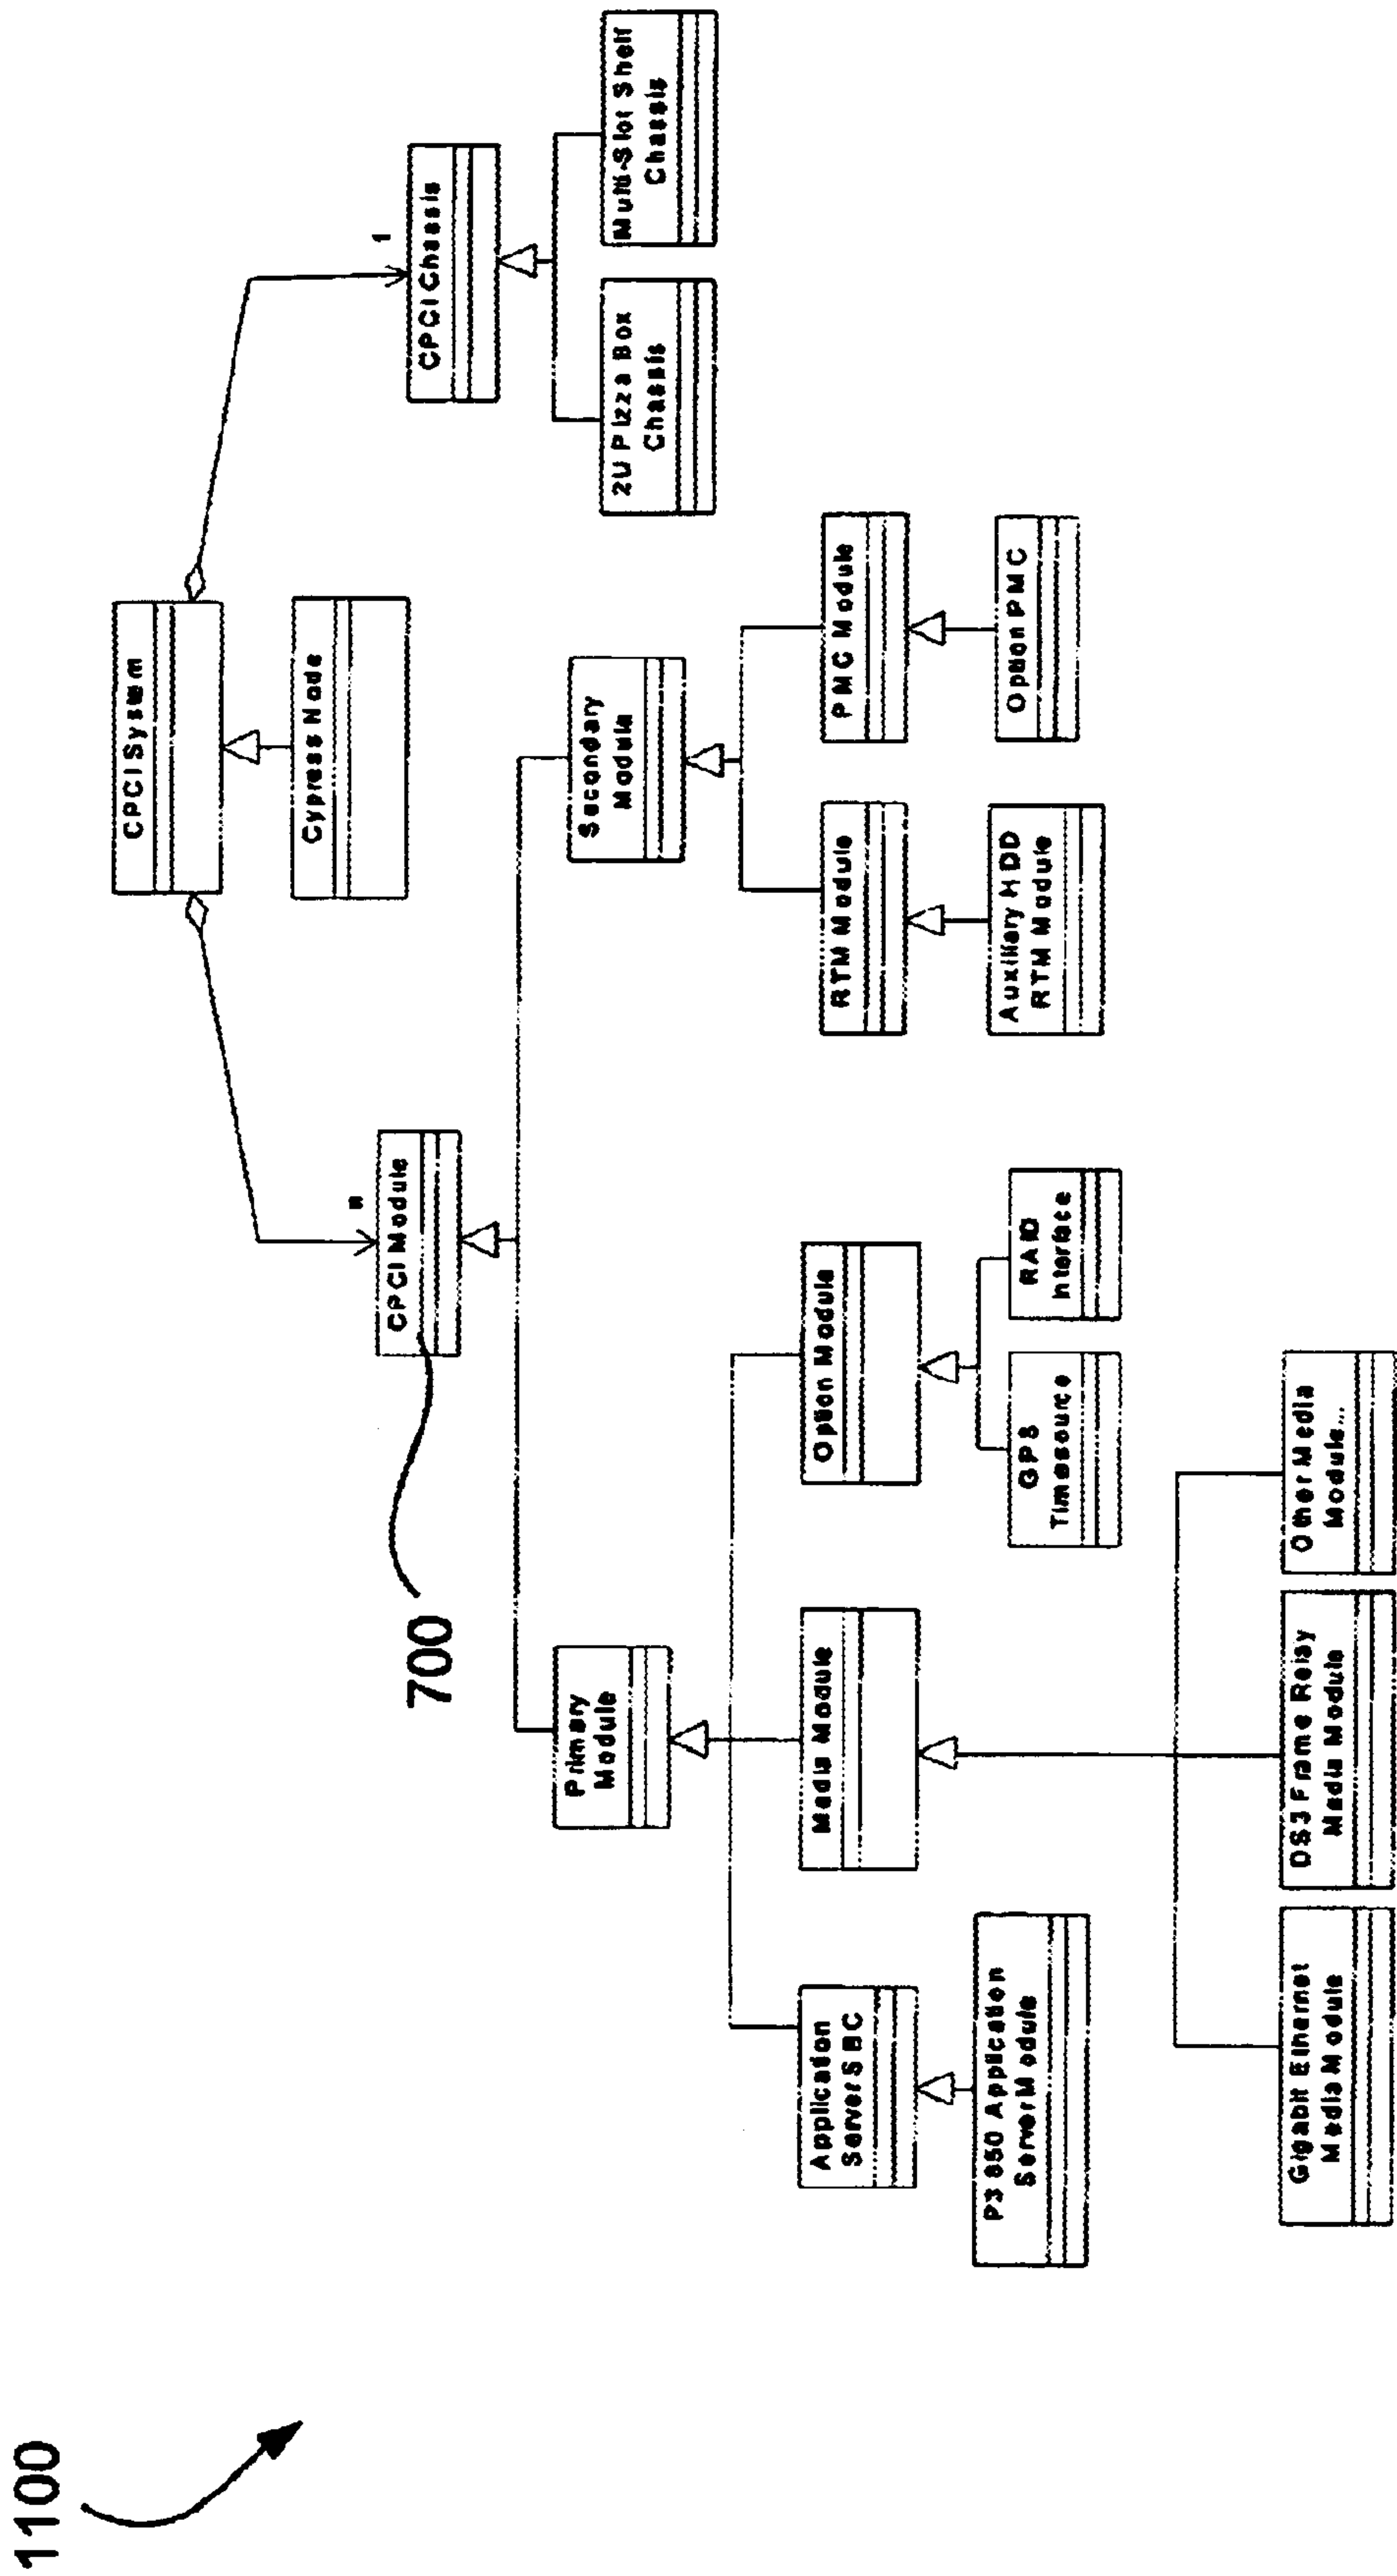 1100
CPCI System
Cypress Node
n
1
CPCI Module
CPCI Chassis
700
Primary
Module
Secondary
Module
2U Pizza Box
Chassis
Multi-Slot Shelf
Chassis
Application
Server SBC
Media Module
Option Module
RTM Module
PMC Module
P3 850 Application
Server Module
GPS
Timesource
RAID
Interface
Auxiliary HDD
RTM Module
Option PMC
Gigabit Ethernet
Media Module
DS3 Frame Relay
Media Module
Other Media
Module...